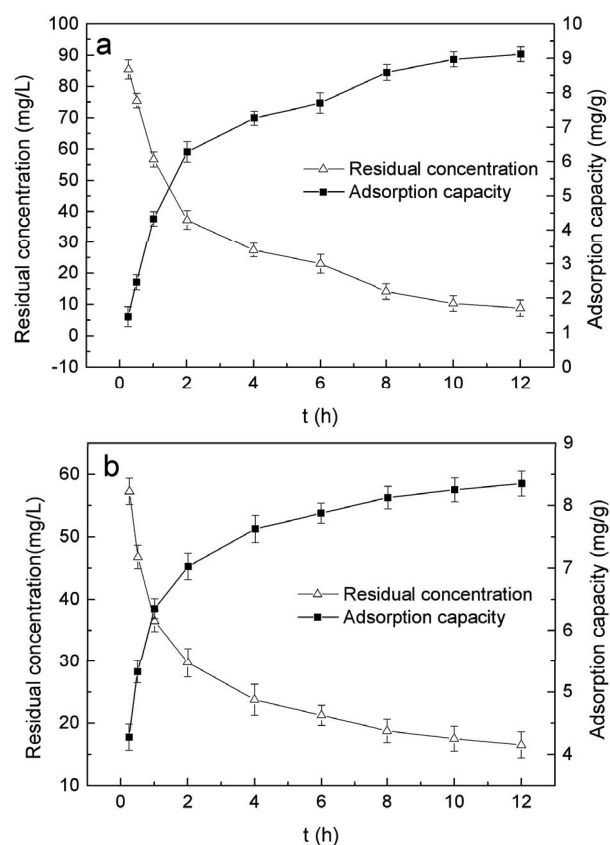 a
Residual concentration (mg/L)
100
90
80
70
60
50
40
30
20
10
0
-10
Residual concentration
Adsorption capacity
10
9
8
7
6
5
4
3
2
1
0
Adsorption capacity (mg/g)
0 2 4 6 8 10 12
t (h)
b
Residual concentration(mg/L)
60
50
40
30
20
10
Residual concentration
Adsorption capacity
9
8
7
6
5
4
Adsorption capacity (mg/g)
0 2 4 6 8 10 12
t (h)